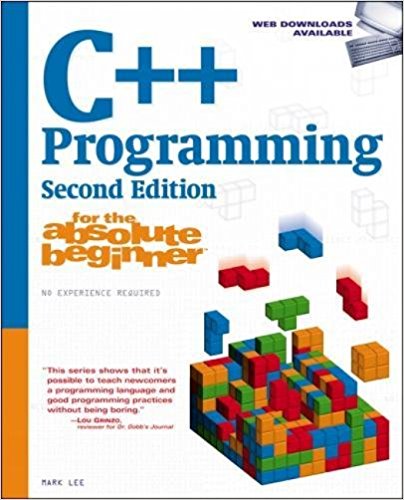 WEB DOWNLOADS
AVAILABLE
C++
Programming
Second Edition
for the
absolute
beginner™
NO EXPERIENCE REQUIRED
"This series shows that it's
possible to teach newcomers
a programming language and
good programming practices
without being boring."
—LOU GRINZO,
reviewer for Dr. Dobb's Journal
MARK LEE